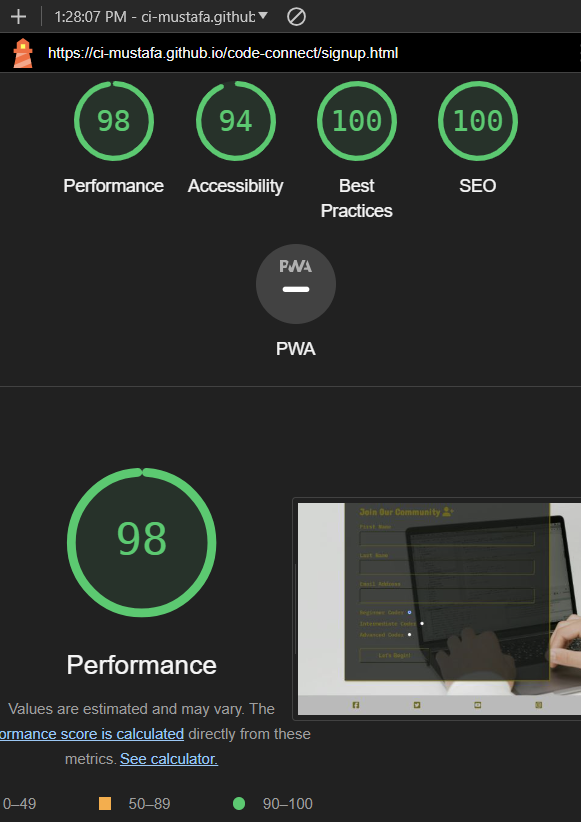 1:28:07 PM - ci-mustafa.github
https://ci-mustafa.github.io/code-connect/signup.html
98
94
100
100
Performance
Accessibility
Best
Practices
SEO
PWA
PWA
98
Performance
Values are estimated and may vary. The
ormance score is calculated directly from these
metrics. See calculator.
0–49
50–89
90–100
Join Our Community
First Name
Last Name
Email Address
Beginner Coder
Intermediate Coder
Advanced Coder
Let's Begin!